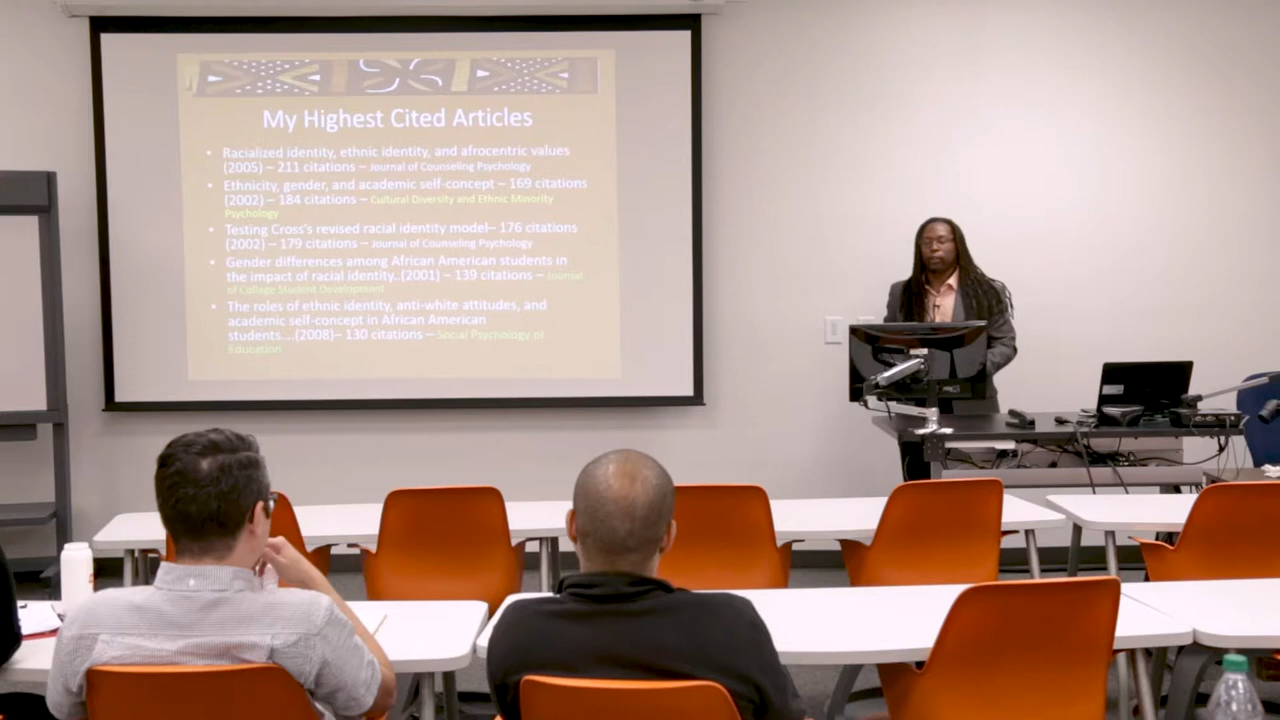 My Highest Cited Articles
• Racialized identity, ethnic identity, and afrocentric values
(2005) – 211 citations – Journal of Counseling Psychology
• Ethnicity, gender, and academic self-concept – 169 citations
(2002) – 184 citations – Cultural Diversity and Ethnic Minority
Psychology
• Testing Cross's revised racial identity model– 176 citations
(2002) – 179 citations – Journal of Counseling Psychology
• Gender differences among African American students in
the impact of racial identity..(2001) – 139 citations – Journal
of College Student Development
• The roles of ethnic identity, anti-white attitudes, and
academic self-concept in African American
students....(2008)– 130 citations – Social Psychology of
Education